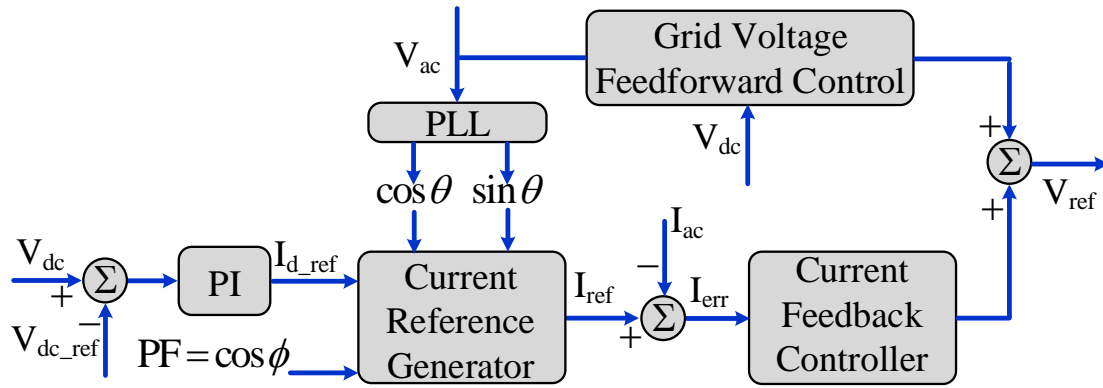 V_ac
Grid Voltage
Feedforward Control
PLL
V_dc
+
Σ
V_ref
+
cos θ
sin θ
I_ac
−
V_dc
+
Σ
−
V_dc_ref
PI
I_d_ref
PF = cos ϕ
Current
Reference
Generator
I_ref
+
Σ
I_err
Current
Feedback
Controller